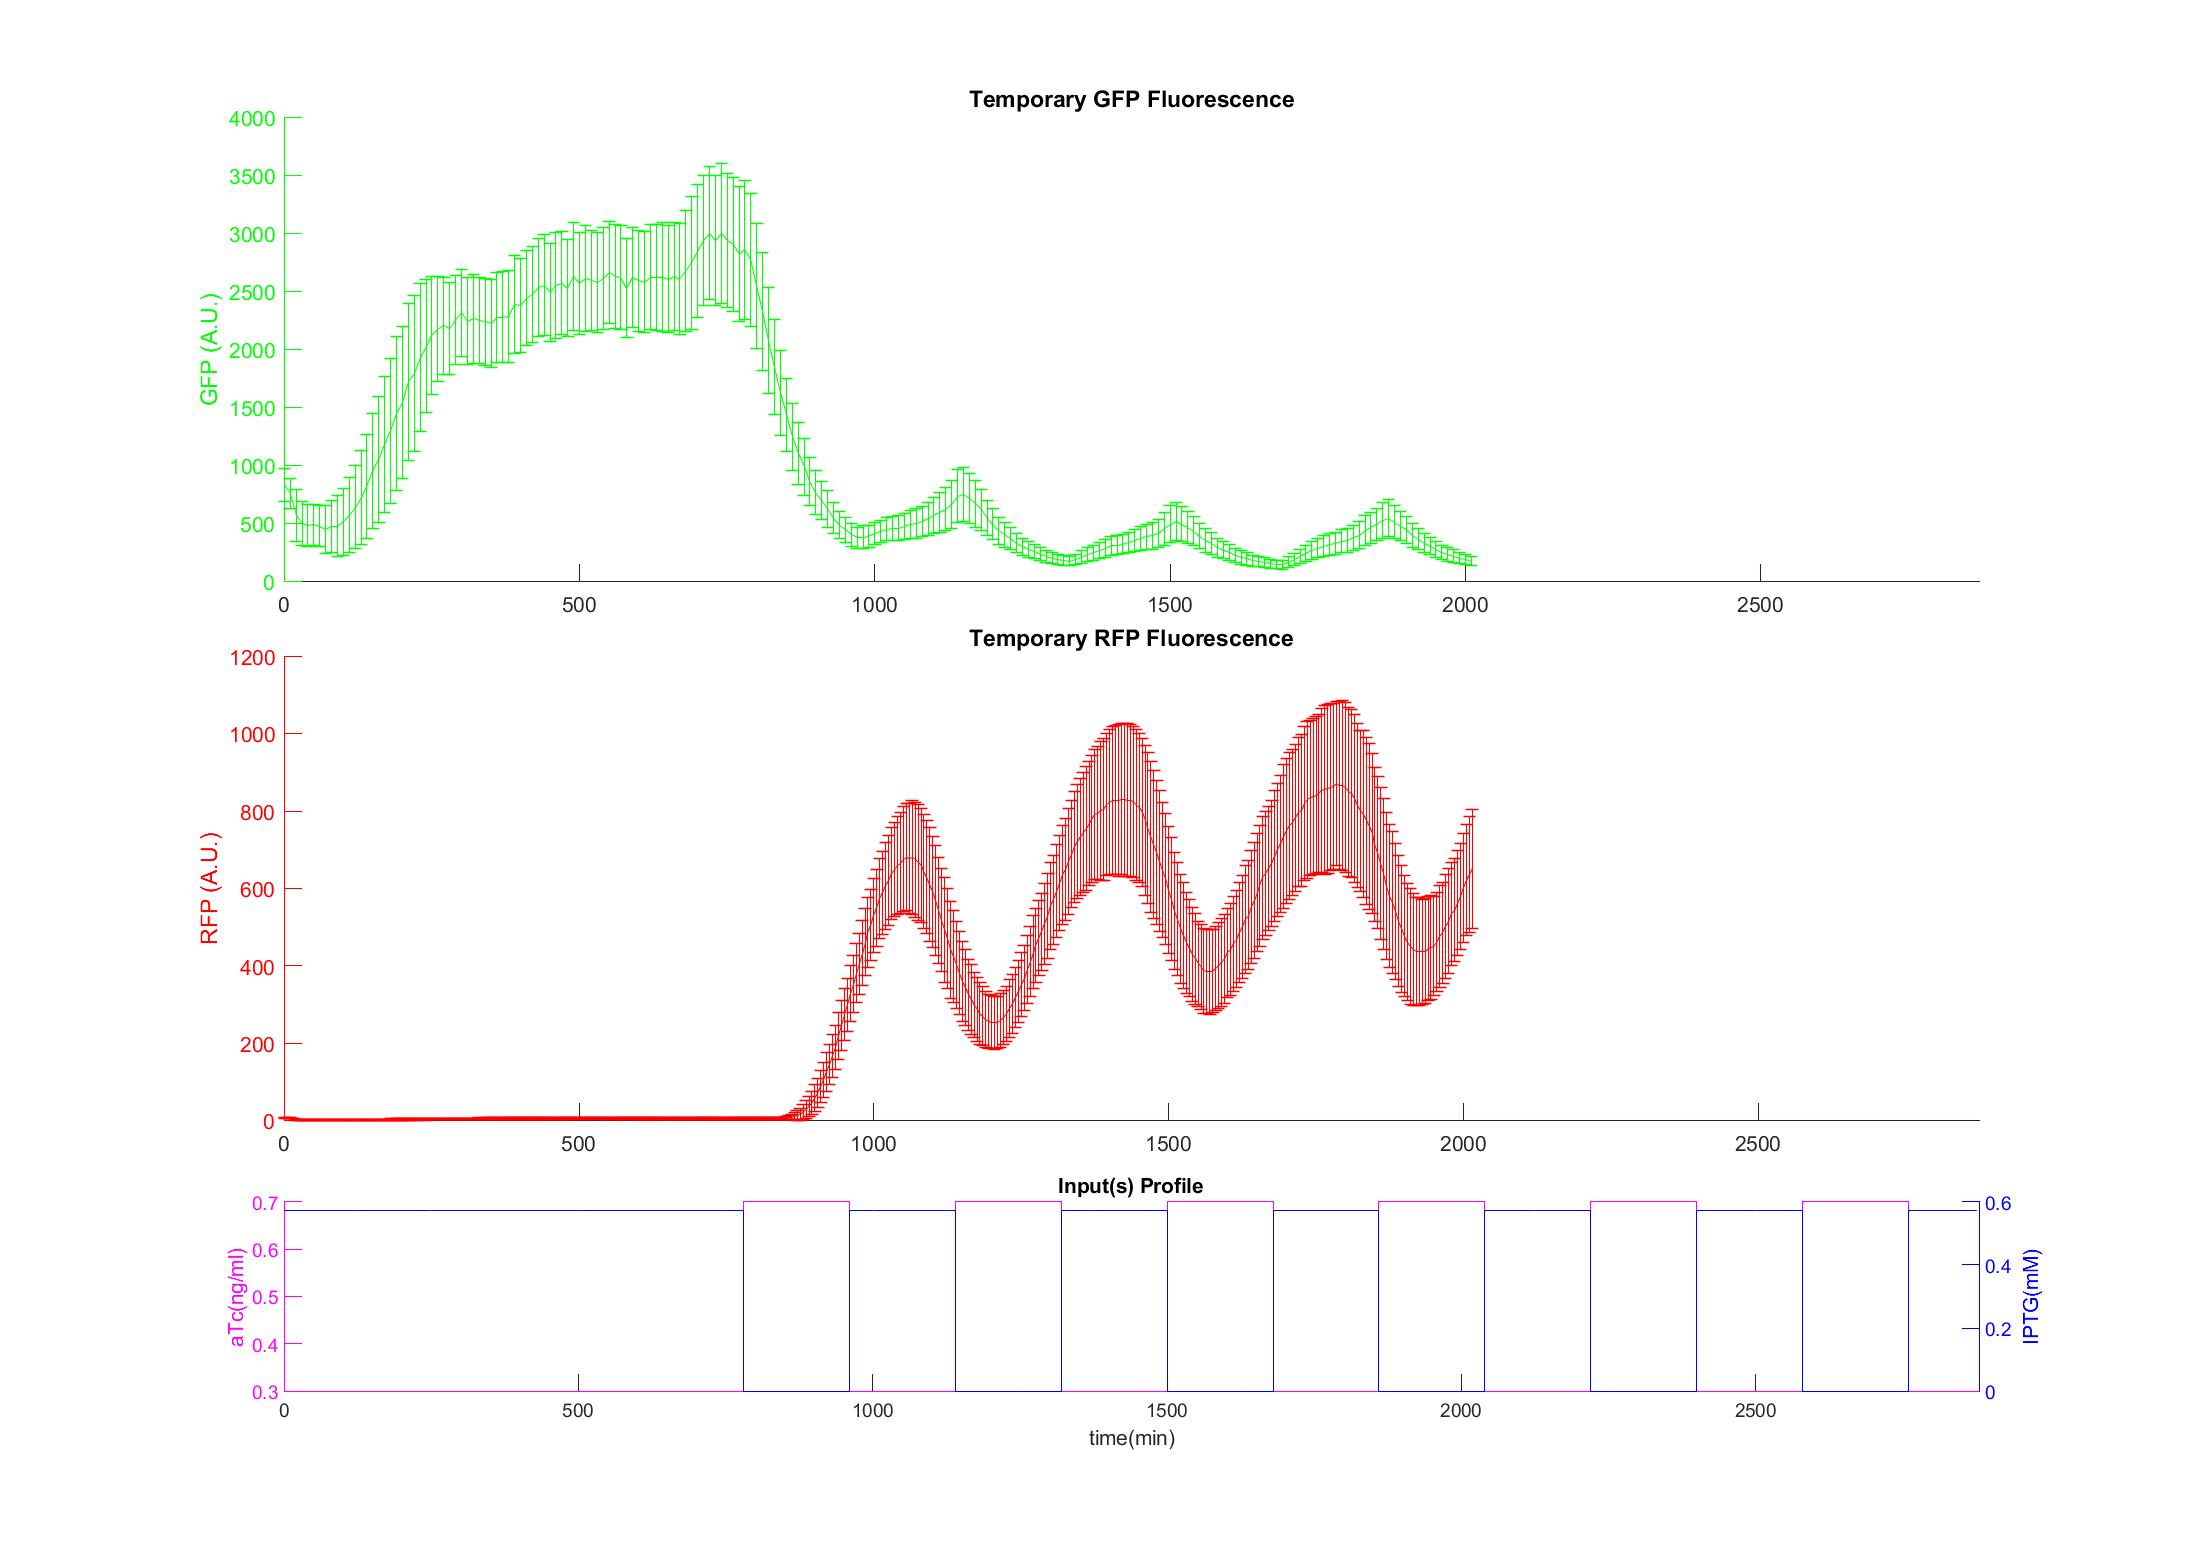 Temporary GFP Fluorescence
4000
3500
3000
2500
2000
1500
1000
500
0
GFP (A.U.)
0 500 1000 1500 2000 2500
Temporary RFP Fluorescence
1200
1000
800
600
400
200
0
RFP (A.U.)
0 500 1000 1500 2000 2500
Input(s) Profile
0.7
0.6
0.5
0.4
0.3
aTc(ng/ml)
0.6
0.4
0.2
0
IPTG(mM)
0 500 1000 1500 2000 2500
time(min)